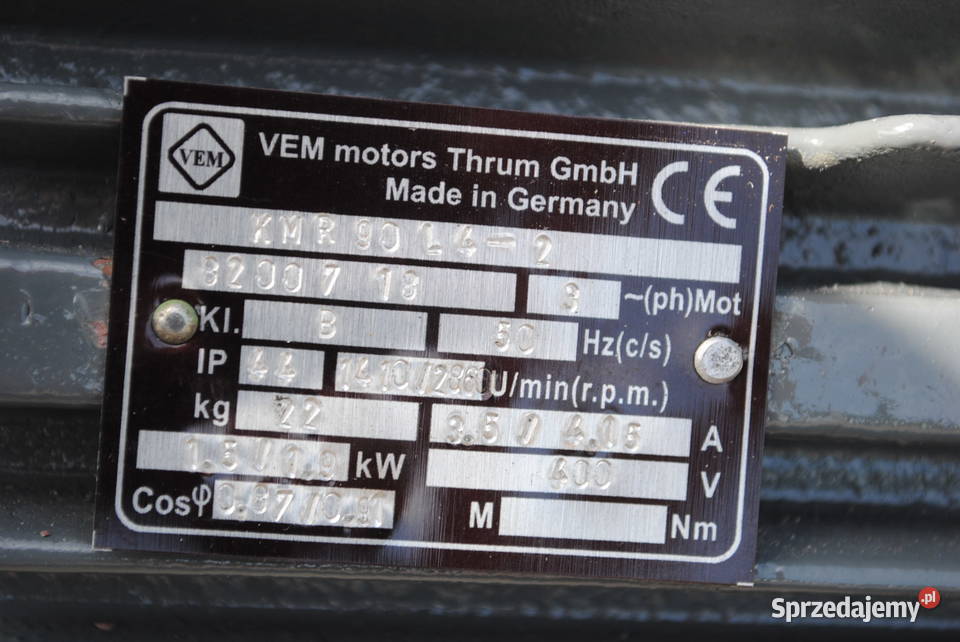 VEM
VEM motors Thrum GmbH
Made in Germany
CE
KMR 90 L4-2
82007 18 3 ~(ph)Mot
Kl. B 50 Hz(c/s)
IP 44 1410/2860 U/min(r.p.m.)
kg 22 3.5/4.05 A
1.5/1.9 kW 400 V
Cosφ 0.87/0.91 M Nm
Sprzedajemy.pl